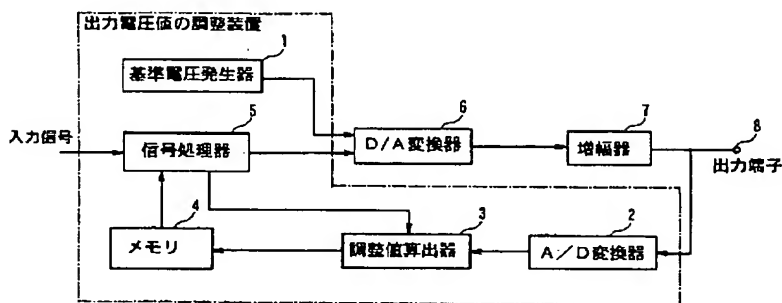 出力電圧値の調整装置
1
基準電圧発生器
5
6
7
8
入力信号
信号処理器
D/A変換器
増幅器
出力端子
4
3
2
メモリ
調整値算出器
A/D変換器